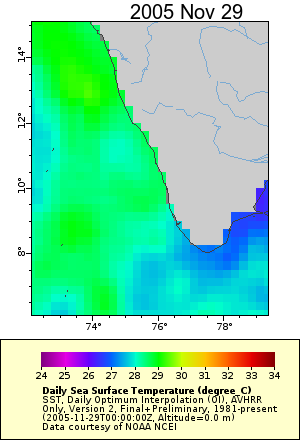 2005 Nov 29
14°
12°
10°
8°
74°
76°
78°
24 25 26 27 28 29 30 31 32 33 34
Daily Sea Surface Temperature (degree_C)
SST, Daily Optimum Interpolation (OI), AVHRR
Only, Version 2, Final+Preliminary, 1981-present
(2005-11-29T00:00:00Z, Altitude=0.0 m)
Data courtesy of NOAA NCEI